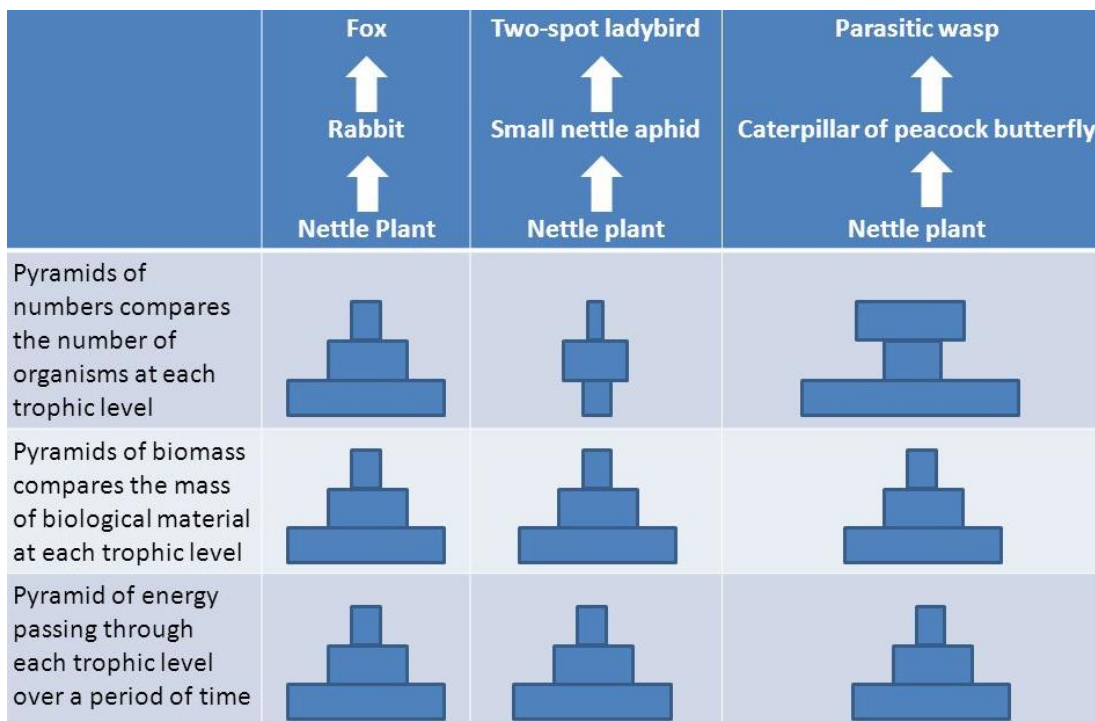 Fox
Rabbit
Nettle Plant
Two-spot ladybird
Small nettle aphid
Nettle plant
Parasitic wasp
Caterpillar of peacock butterfly
Nettle plant
Pyramids of
numbers compares
the number of
organisms at each
trophic level
Pyramids of biomass
compares the mass
of biological material
at each trophic level
Pyramid of energy
passing through
each trophic level
over a period of time